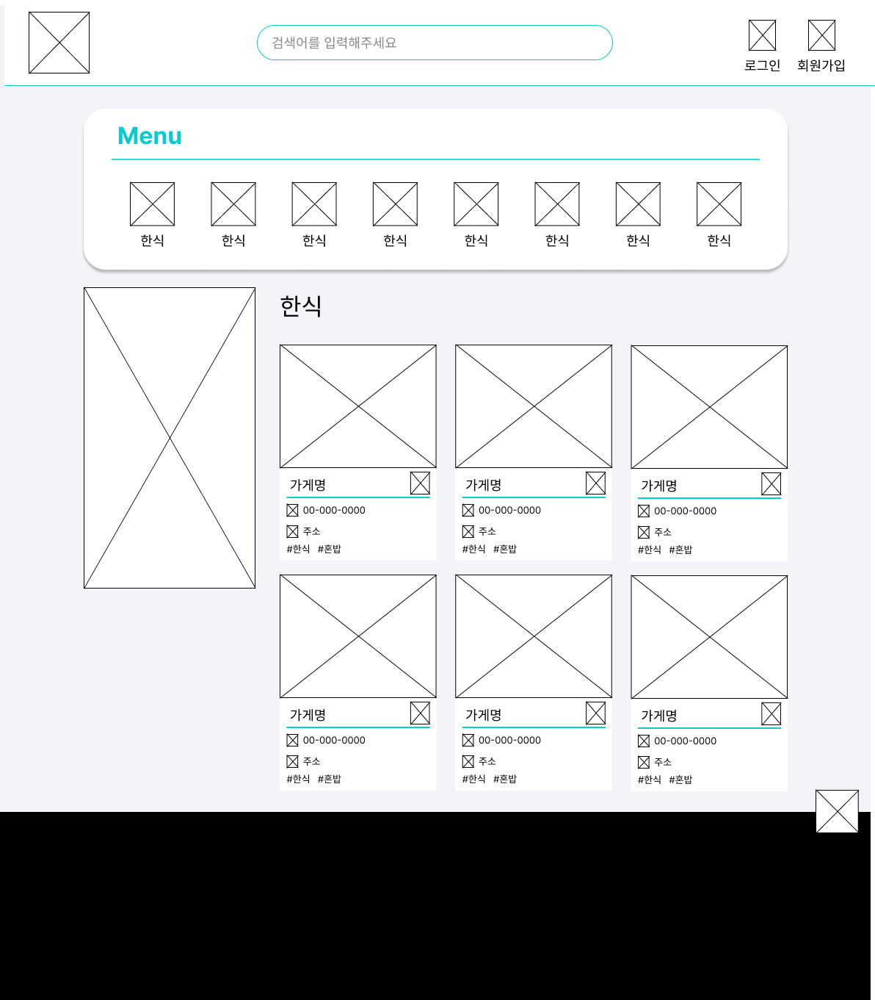 검색어를 입력해주세요
로그인 회원가입
Menu
한식 한식 한식 한식 한식 한식 한식 한식
한식
가게명 가게명 가게명
00-000-0000 00-000-0000 00-000-0000
주소 주소 주소
#한식 #혼밥 #한식 #혼밥 #한식 #혼밥
가게명 가게명 가게명
00-000-0000 00-000-0000 00-000-0000
주소 주소 주소
#한식 #혼밥 #한식 #혼밥 #한식 #혼밥